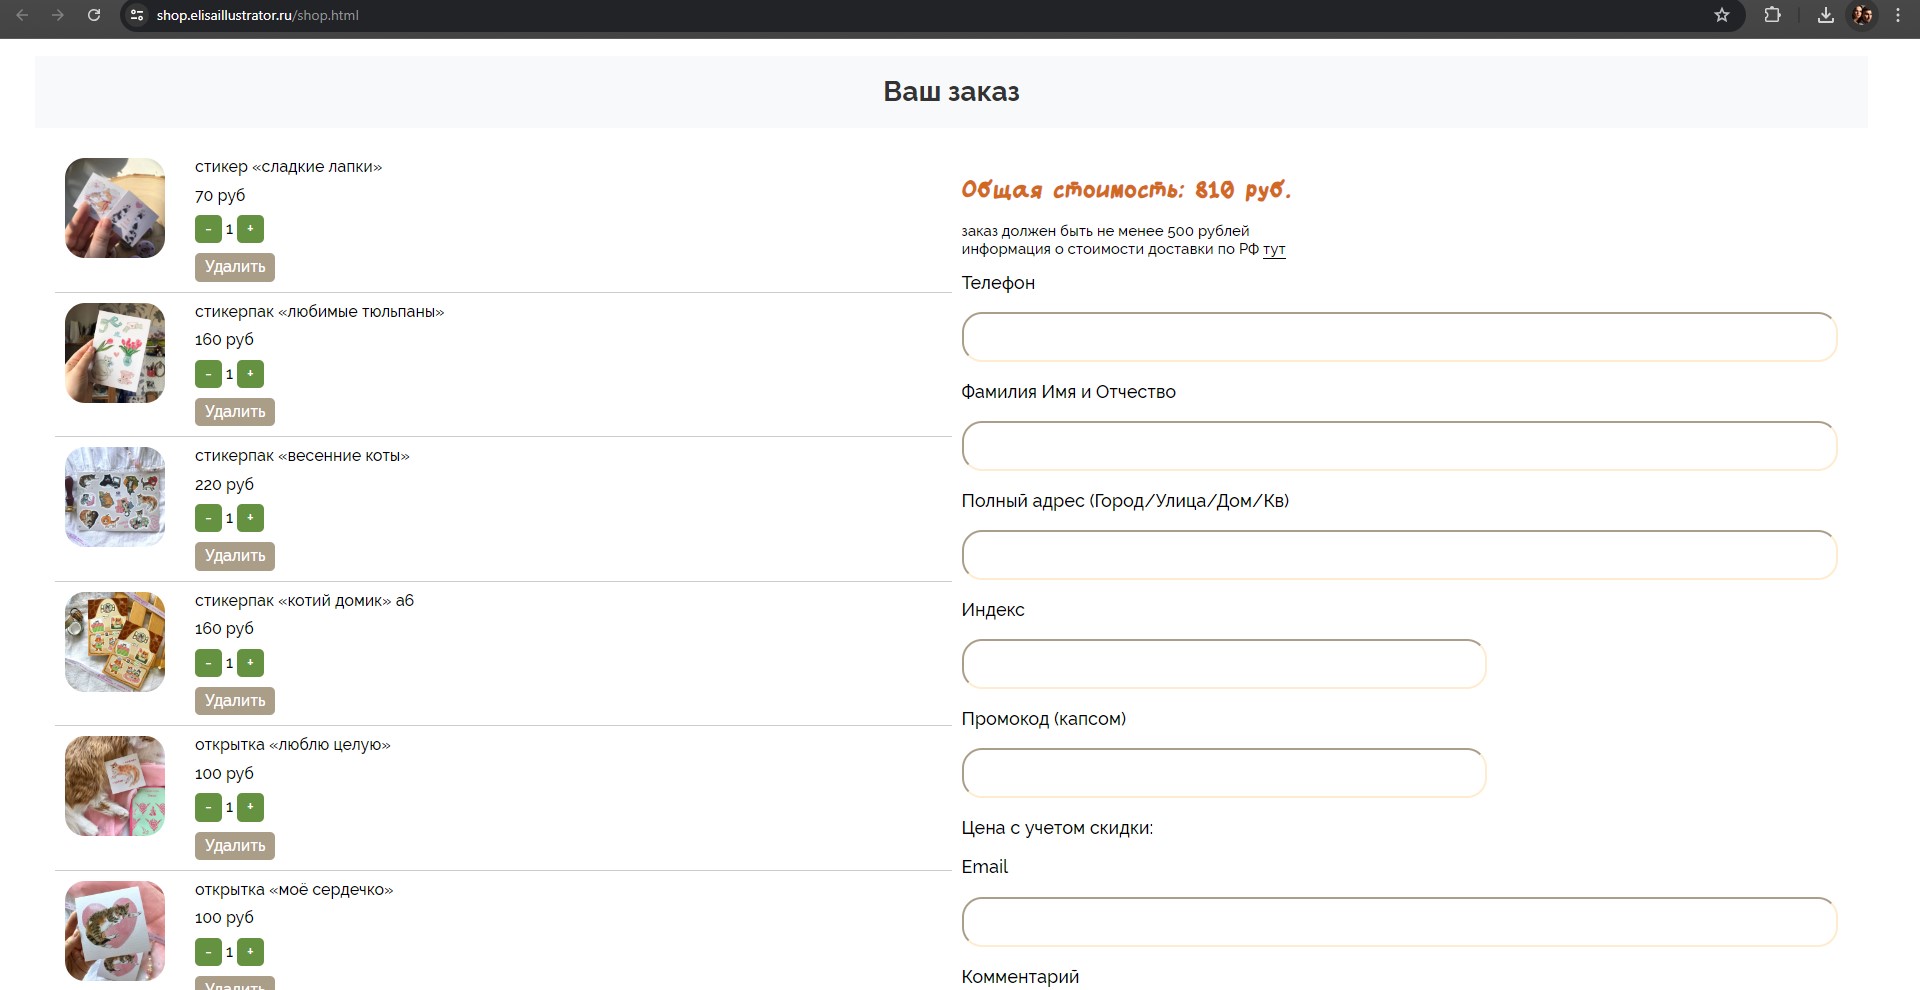 shop.elisaillustrator.ru/shop.html
Ваш заказ
стикер «сладкие лапки»
70 руб
- 1 +
Удалить
стикерпак «любимые тюльпаны»
160 руб
- 1 +
Удалить
стикерпак «весенние коты»
220 руб
- 1 +
Удалить
стикерпак «котий домик» а6
160 руб
- 1 +
Удалить
открытка «люблю целую»
100 руб
- 1 +
Удалить
открытка «моё сердечко»
100 руб
- 1 +
Удалить
Общая стоимость: 810 руб.
заказ должен быть не менее 500 рублей
информация о стоимости доставки по РФ тут
Телефон
Фамилия Имя и Отчество
Полный адрес (Город/Улица/Дом/Кв)
Индекс
Промокод (капсом)
Цена с учетом скидки:
Email
Комментарий